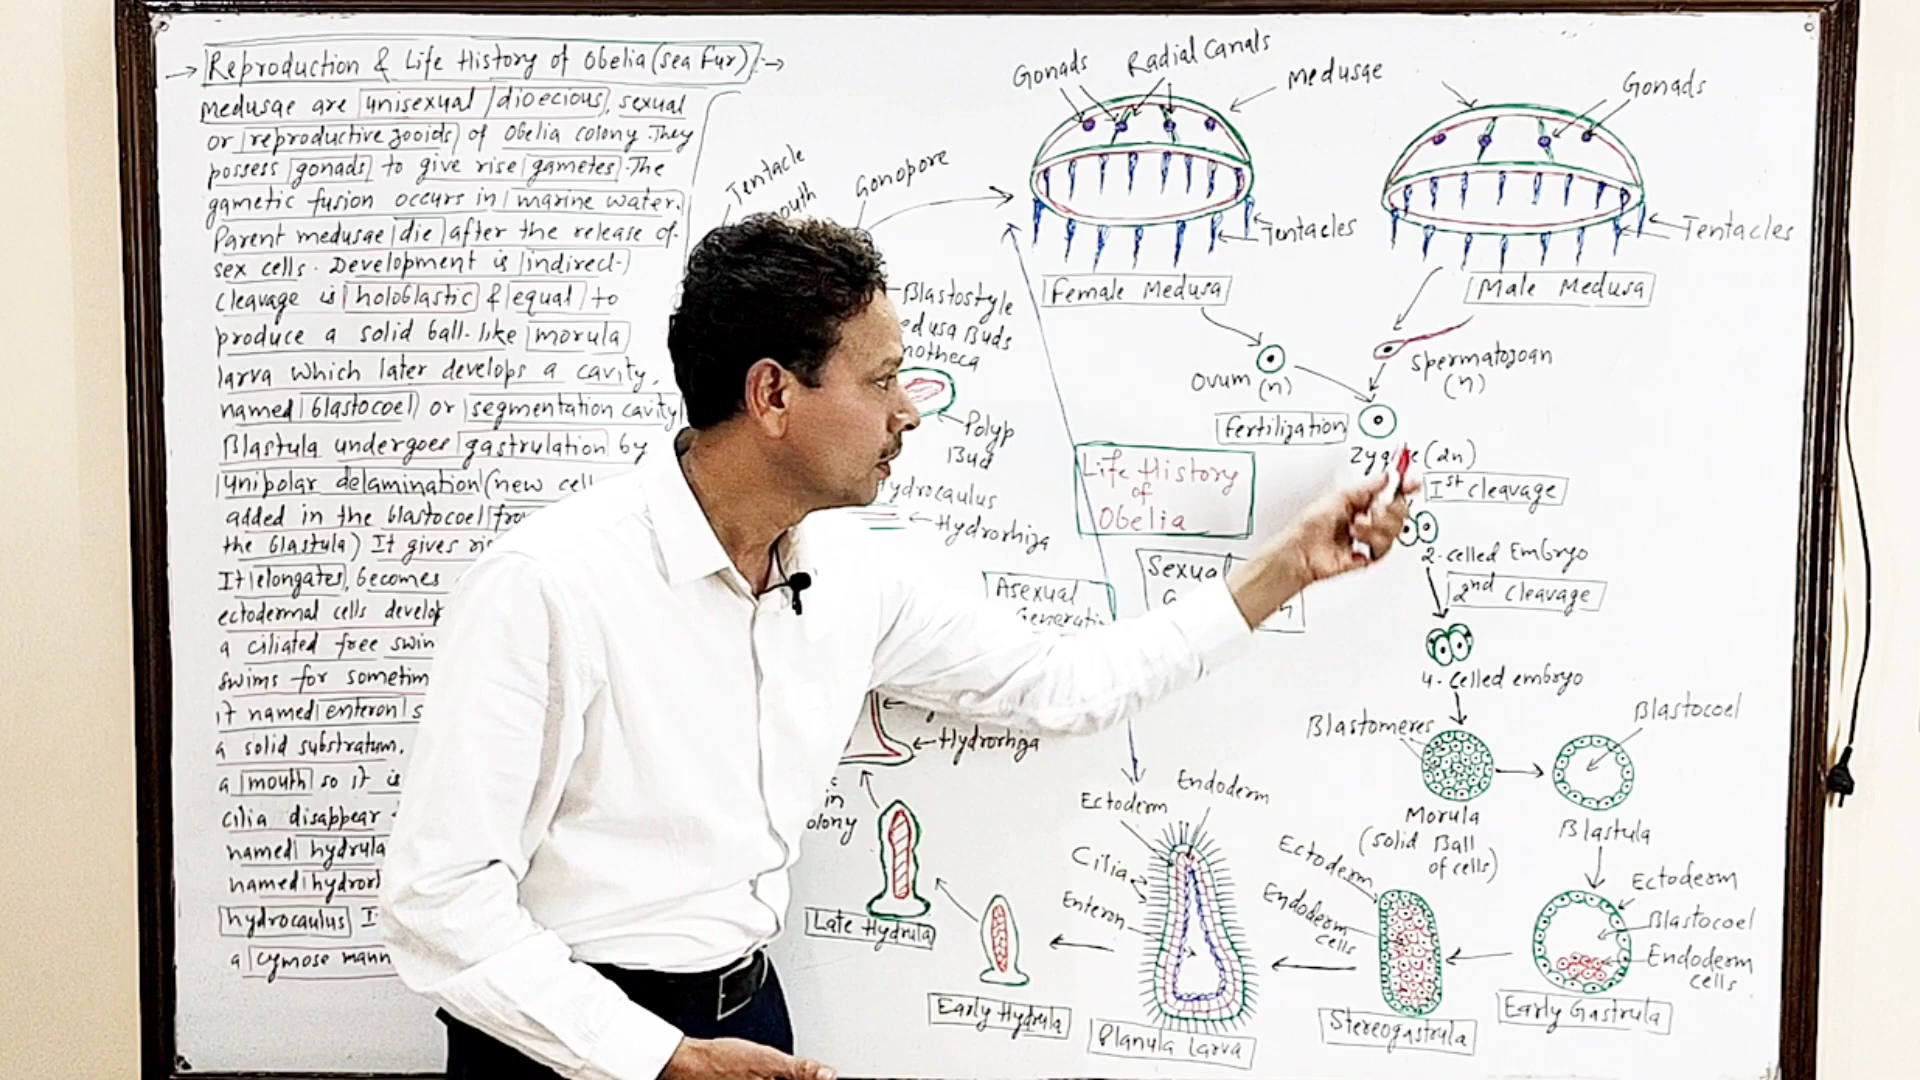 → Reproduction & Life History of Obelia (sea fur) :→
Medusae are unisexual / dioecious, sexual
or reproductive zooids of Obelia colony. They
possess gonads to give rise gametes. The
gametic fusion occurs in marine water.
Parent medusae die after the release of
sex cells. Development is indirect.
Cleavage is holoblastic & equal to
produce a solid ball-like morula
larva which later develops a cavity,
named blastocoel or segmentation cavity
Blastula undergoes gastrulation by
unipolar delamination (new cell
added in the blastocoel
the blastula) It gives
It elongates, becomes
ectodermal cells develop
a ciliated free
swims for
it named enteron
a solid substratum.
a mouth so it is
cilia disappear
named hydrula
named
hydrocaulus
a cymose
Tentacle
Gonopore
Blastostyle
Buds
Polyp
Bud
Hydrorhiza
Asexual
Sexual
Hydrorhiza
in
Late Hydrula
Early Hydrula
Gonads
Radial Canals
Medusae
Gonads
Tentacles
Tentacles
Female Medusa
Male Medusa
Ovum (n)
Spermatozoan
(n)
Fertilization
(2n)
Ist cleavage
Life History
of
Obelia
2-celled Embryo
2nd Cleavage
4-celled embryo
Blastomeres
Blastocoel
Morula
(Solid Ball
of cells)
Blastula
Ectoderm
Blastocoel
Endoderm
cells
Early Gastrula
Ectoderm
Endoderm
cells
Stereogastrula
Ectoderm
Endoderm
Cilia
Enteron
Planula Larva